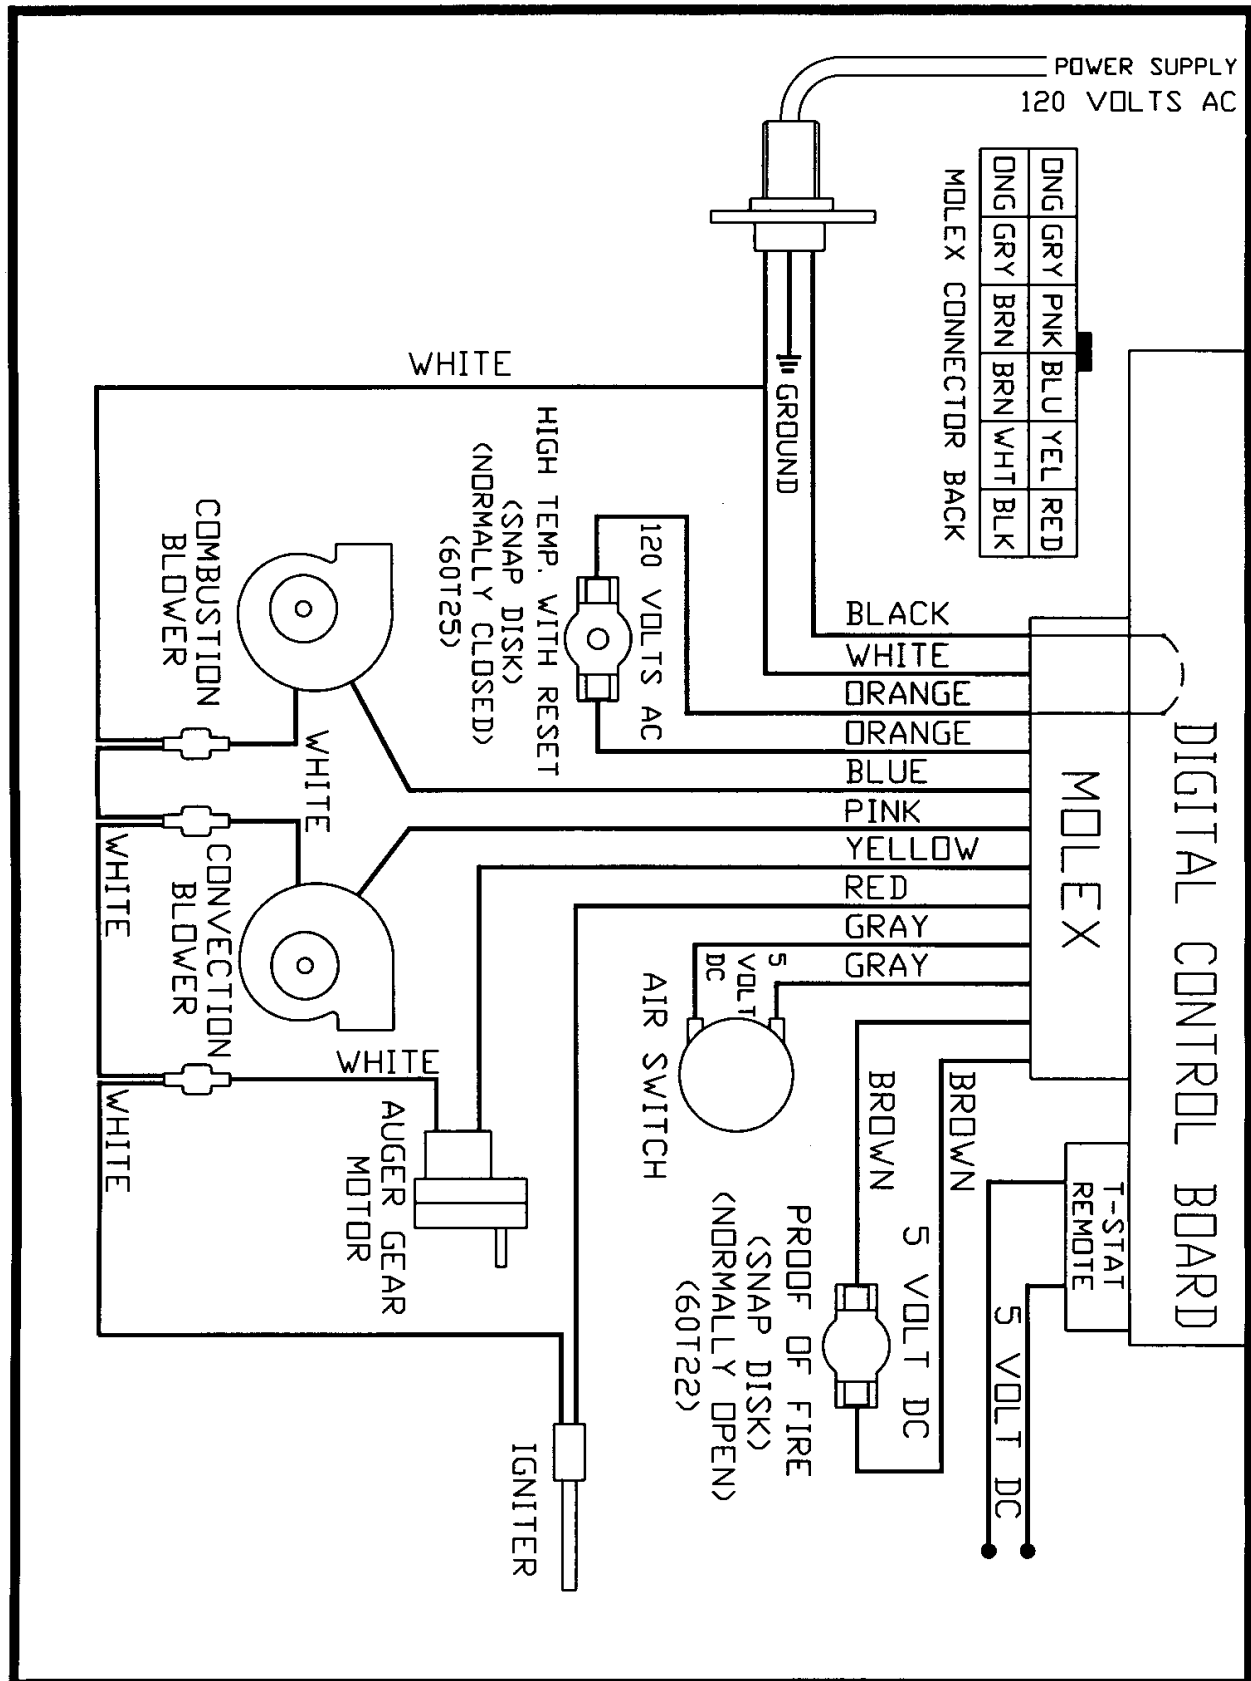 POWER SUPPLY
120 VOLTS AC
ONG GRY PNK BLU YEL RED
ONG GRY BRN BRN WHT BLK
MOLEX CONNECTOR BACK
WHITE
GROUND
HIGH TEMP. WITH RESET
(SNAP DISK)
(NORMALLY CLOSED)
(60T25)
120 VOLTS AC
COMBUSTION
BLOWER
BLACK
WHITE
ORANGE
ORANGE
BLUE
PINK
YELLOW
RED
GRAY
GRAY
MOLEX
DIGITAL CONTROL BOARD
WHITE
WHITE
CONVECTION
BLOWER
5
VOLT
DC
AIR SWITCH
WHITE
WHITE
AUGER GEAR
MOTOR
BROWN
BROWN
T-STAT
REMOTE
5 VOLT DC
5 VOLT DC
PROOF OF FIRE
(SNAP DISK)
(NORMALLY OPEN)
(60T22)
IGNITER